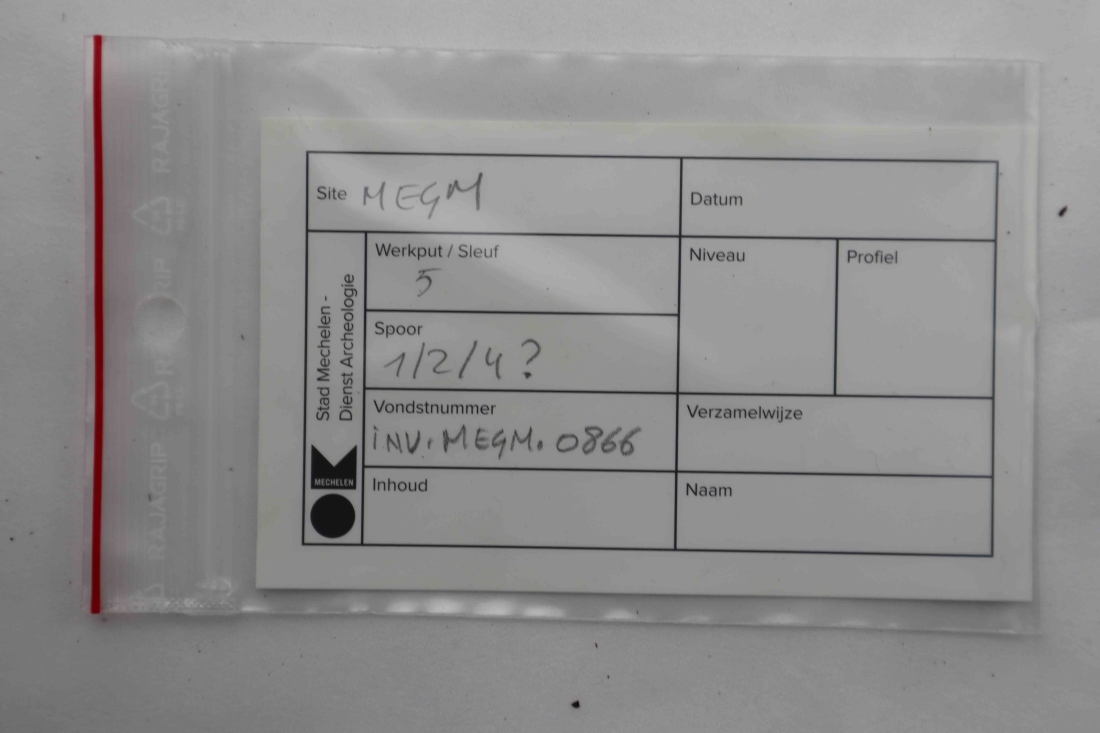 Site MEGM
Datum
Werkput / Sleuf
5
Niveau
Profiel
Spoor
1/2/4?
Vondstnummer
INV.MEGM.0866
Verzamelwijze
Inhoud
Naam
Stad Mechelen -
Dienst Archeologie
MECHELEN
RAJAGRIP
RAJAGRIP